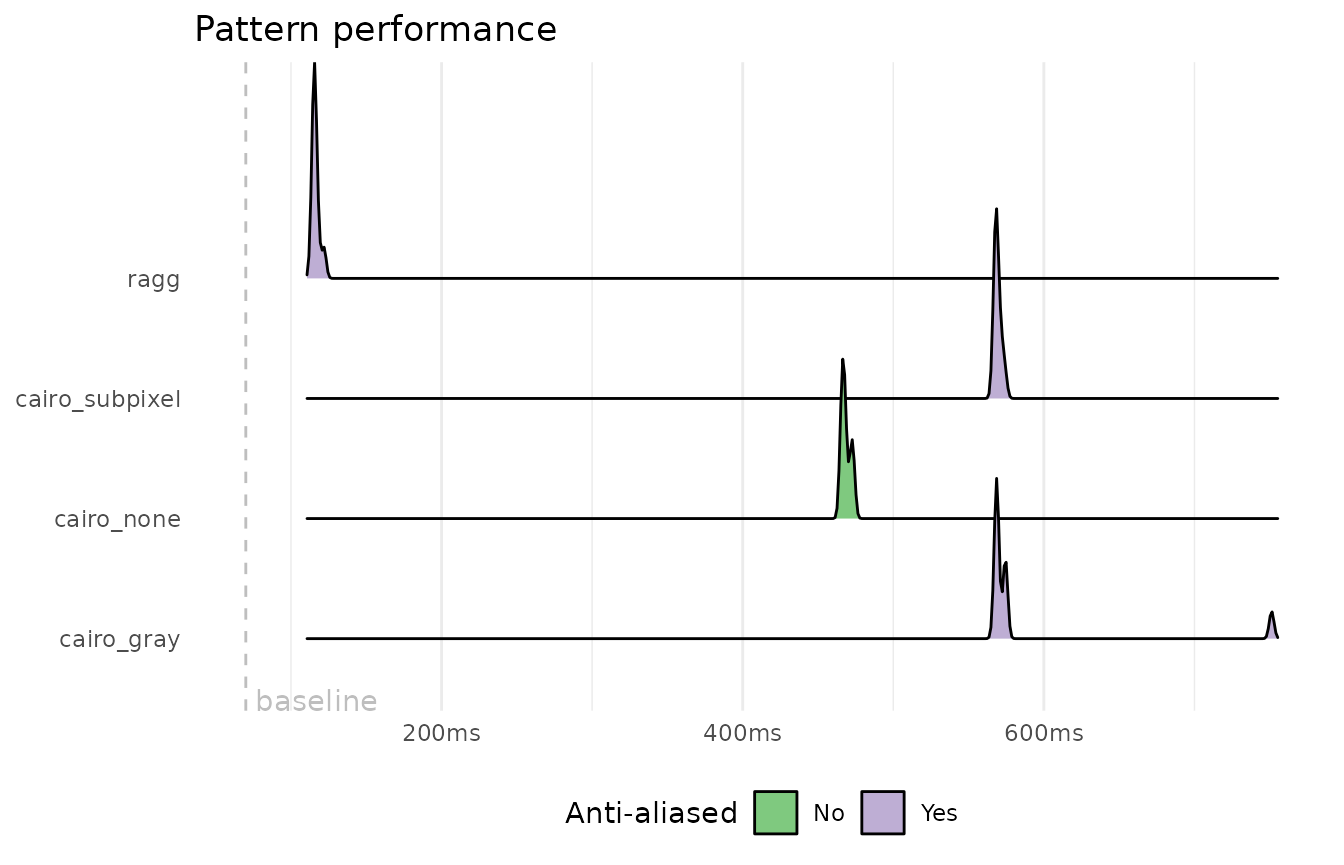 Pattern performance
ragg
cairo_subpixel
cairo_none
cairo_gray
baseline
200ms 400ms 600ms
Anti-aliased No Yes